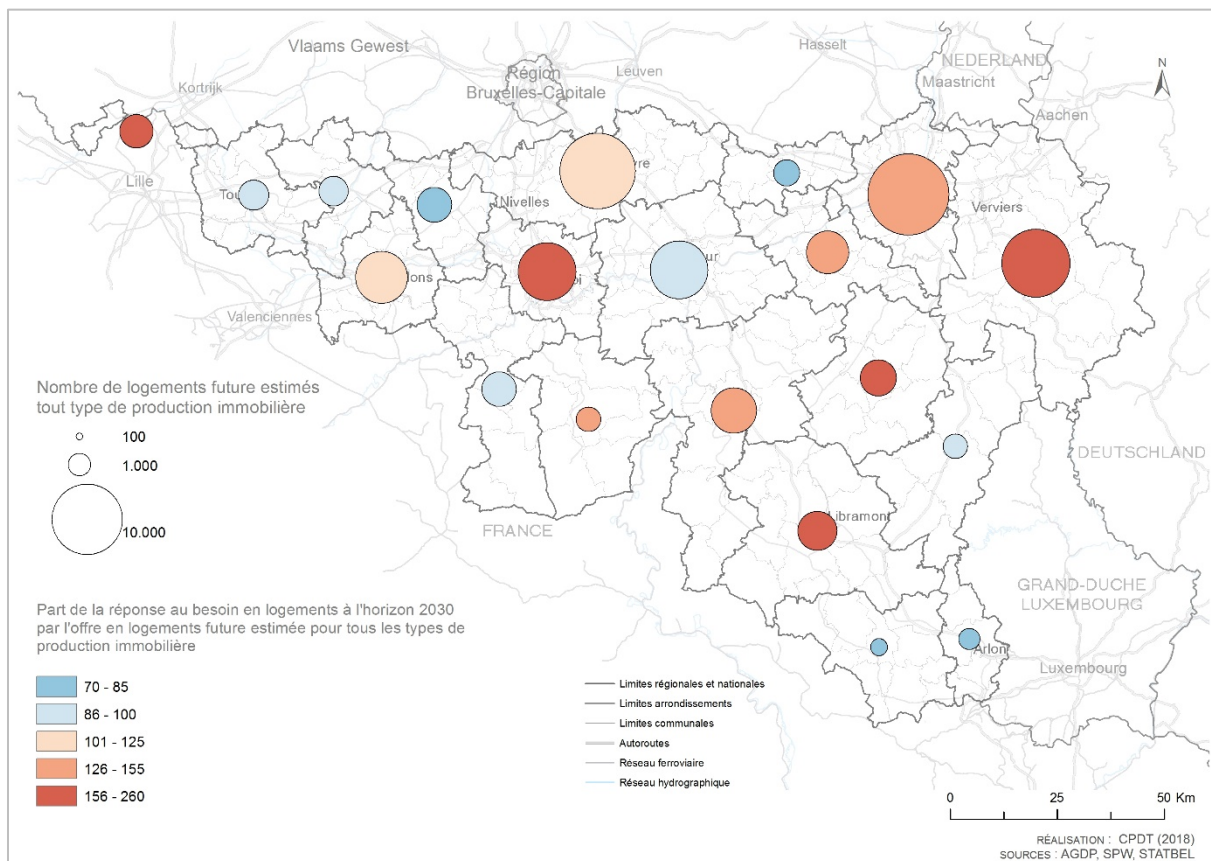 Vlaams Gewest
Hasselt
NEDERLAND
Maastricht
Leuven
Région
Bruxelles-Capitale
Kortrijk
Aachen
N
Lille
Tou
Nivelles
vre
Verviers
ons
oi
ur
Valenciennes
Nombre de logements future estimés
tout type de production immobilière
100
1.000
10.000
DEUTSCHLAND
FRANCE
Libramont
GRAND-DUCHE
LUXEMBOURG
Arlon
Luxembourg
Part de la réponse au besoin en logements à l'horizon 2030
par l'offre en logements future estimée pour tous les types de
production immobilière
70 - 85
86 - 100
101 - 125
126 - 155
156 - 260
Limites régionales et nationales
Limites arrondissements
Limites communales
Autoroutes
Réseau ferroviaire
Réseau hydrographique
0 25 50 Km
RÉALISATION : CPDT (2018)
SOURCES : AGDP, SPW, STATBEL